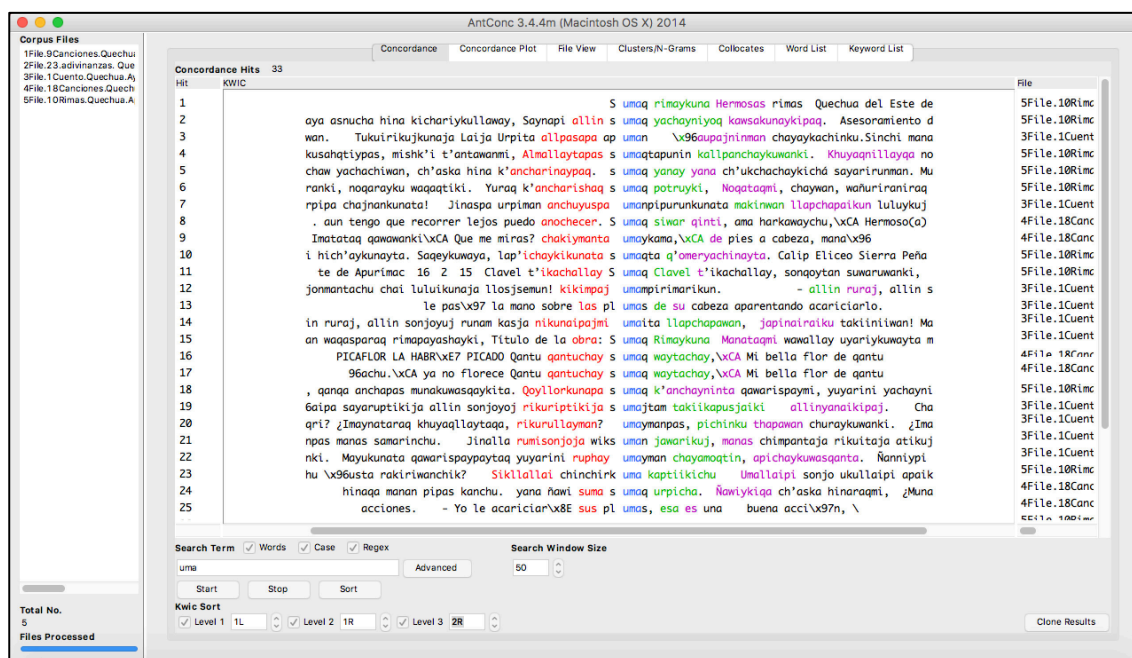 AntConc 3.4.4m (Macintosh OS X) 2014
Corpus Files
1File.9Canciones.Quechua
2File.23.adivinanzas. Que
3File.1Cuento.Quechua.Ay
4File.18Canciones.Quech
5File.10Rimas.Quechua.A
Concordance Concordance Plot File View Clusters/N-Grams Collocates Word List Keyword List
Concordance Hits 33
Hit KWIC File
1 S umaq rimaykuna Hermosas rimas Quechua del Este de 5File.10Rimc
2 aya asnucha hina kichariykullaway, Saynapi allin s umaq yachayniyoq kawsakunaykipaq. Asesoramiento d 5File.10Rimc
3 wan. Tukuirikujkunaja Laija Urpita allpasapa ap uman \x96aupajninman chayaykachinku.Sinchi mana 3File.1Cuent
4 kusahqtiypas, mishk'i t'antawanmi, Almallaytapas s umaqtapunin kallpanchaykuwanki. Khuyaqnillayqa no 5File.10Rimc
5 chaw yachachiwan, ch'aska hina k'ancharinaypaq. s umaq yanay yana ch'ukchachaykichá sayarirunman. Mu 5File.10Rimc
6 ranki, noqarayku waqaqtiki. Yuraq k'ancharishaq s umaq potruyki, Noqataqmi, chaywan, wañuriraniraq 5File.10Rimc
7 rpipa chajnankunata! Jinaspa urpiman anchuyuspa umanpipurunkunata makinwan llapchapaikun luluykuj 3File.1Cuent
8 . aun tengo que recorrer lejos puedo anochecer. S umaq siwar qinti, ama harkawaychu,\xCA Hermoso(a) 4File.18Canc
9 Imatataq qawawanki\xCA Que me miras? chakiymanta umaykama,\xCA de pies a cabeza, mana\x96 4File.18Canc
10 i hich'aykunayta. Saqeykuwaya, lap'ichaykikunata s umaqta q'omeryachinayta. Calip Eliceo Sierra Peña 5File.10Rimc
11 te de Apurímac 16 2 15 Clavel t'ikachallay S umaq Clavel t'ikachallay, sonqoytan suwaruwanki, 5File.10Rimc
12 jonmantachu chai luluikunaja llosjsemun! kikimpaj umampirimarikun. - allin ruraj, allin s 3File.1Cuent
13 le pas\x97 la mano sobre las pl umas de su cabeza aparentando acariciarlo. 3File.1Cuent
14 in ruraj, allin sonjoyuj runam kasja nikunaipajmi umaita llapchapawan, japinairaiku takiiniiwan! Ma 3File.1Cuent
15 an waqasparaq rimapayashayki, Título de la obra: S umaq Rimaykuna Manataqmi wawallay uyariykuwayta m 3File.1Cuent
16 PICAFLOR LA HABR\xE7 PICADO Qantu qantuchay s umaq waytachay,\xCA Mi bella flor de qantu 4File.18Canc
17 96achu.\xCA ya no florece Qantu qantuchay s umaq waytachay,\xCA Mi bella flor de qantu 4File.18Canc
18 , qanqa anchapas munakuwasqaykita. Qoyllorkunapa s umaq k'anchayninta qawarispaymi, yuyarini yachayni 5File.10Rimc
19 6aipa sayaruptikija allin sonjoyoj rikuriptikija s umajtam takiikapusjaiki allinyanaikipaj. Cha 3File.1Cuent
20 qri? ¿Imaynataraq khuyaqllaytaqa, rikurullayman? umaymanpas, pichinku thapawan churaykuwanki. ¿Ima 3File.1Cuent
21 npas manas samarinchu. Jinalla rumisonjoja wiks uman jawarikuj, manas chimpantaja rikuitaja atikuj 3File.1Cuent
22 nki. Mayukunata qawarispaypaytaq yuyarini ruphay umayman chayamoqtin, apichaykuwasqanta. Ñanniypi 3File.1Cuent
23 hu \x96usta rakiriwanchik? Sikllallai chinchirk uma kaptiikichu Umallaipi sonjo ukullaipi apaik 5File.10Rimc
24 hinaqa manan pipas kanchu. yana ñawi suma s umaq urpicha. Ñawiykiqa ch'aska hinaraqmi, ¿Muna 4File.18Canc
25 acciones. - Yo le acariciar\x8E sus pl umas, esa es una buena acci\x97n, \ 4File.18Canc
5File.10Rimc
Search Term Words Case Regex Search Window Size
uma Advanced 50
Start Stop Sort
Total No.
5
Files Processed
Kwic Sort
Level 1 1L Level 2 1R Level 3 2R Clone Results